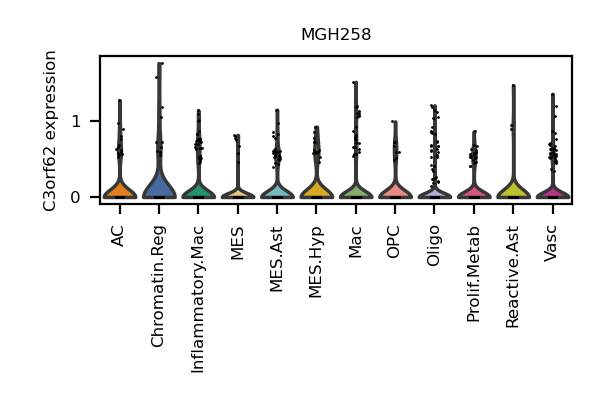 MGH258
C3orf62 expression
1
0
AC
Chromatin.Reg
Inflammatory.Mac
MES
MES.Ast
MES.Hyp
Mac
OPC
Oligo
Prolif.Metab
Reactive.Ast
Vasc